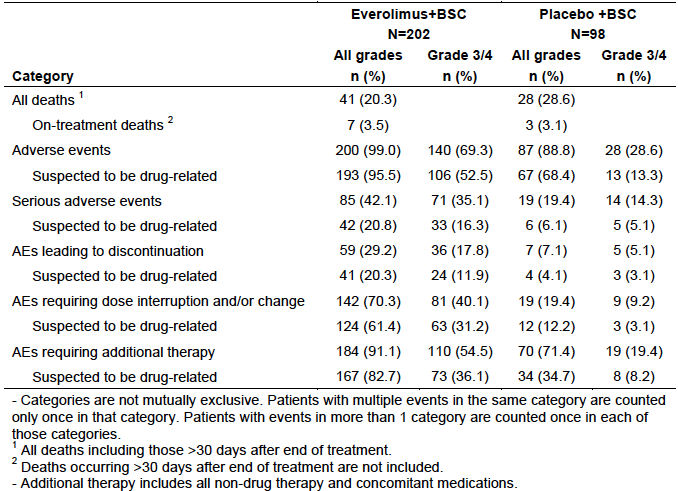 Everolimus+BSC Placebo +BSC
N=202 N=98
All grades Grade 3/4 All grades Grade 3/4
Category n (%) n (%) n (%) n (%)
All deaths 1 41 (20.3) 28 (28.6)
On-treatment deaths 2 7 (3.5) 3 (3.1)
Adverse events 200 (99.0) 140 (69.3) 87 (88.8) 28 (28.6)
Suspected to be drug-related 193 (95.5) 106 (52.5) 67 (68.4) 13 (13.3)
Serious adverse events 85 (42.1) 71 (35.1) 19 (19.4) 14 (14.3)
Suspected to be drug-related 42 (20.8) 33 (16.3) 6 (6.1) 5 (5.1)
AEs leading to discontinuation 59 (29.2) 36 (17.8) 7 (7.1) 5 (5.1)
Suspected to be drug-related 41 (20.3) 24 (11.9) 4 (4.1) 3 (3.1)
AEs requiring dose interruption and/or change 142 (70.3) 81 (40.1) 19 (19.4) 9 (9.2)
Suspected to be drug-related 124 (61.4) 63 (31.2) 12 (12.2) 3 (3.1)
AEs requiring additional therapy 184 (91.1) 110 (54.5) 70 (71.4) 19 (19.4)
Suspected to be drug-related 167 (82.7) 73 (36.1) 34 (34.7) 8 (8.2)
- Categories are not mutually exclusive. Patients with multiple events in the same category are counted
only once in that category. Patients with events in more than 1 category are counted once in each of
those categories.
1 All deaths including those >30 days after end of treatment.
2 Deaths occurring >30 days after end of treatment are not included.
- Additional therapy includes all non-drug therapy and concomitant medications.